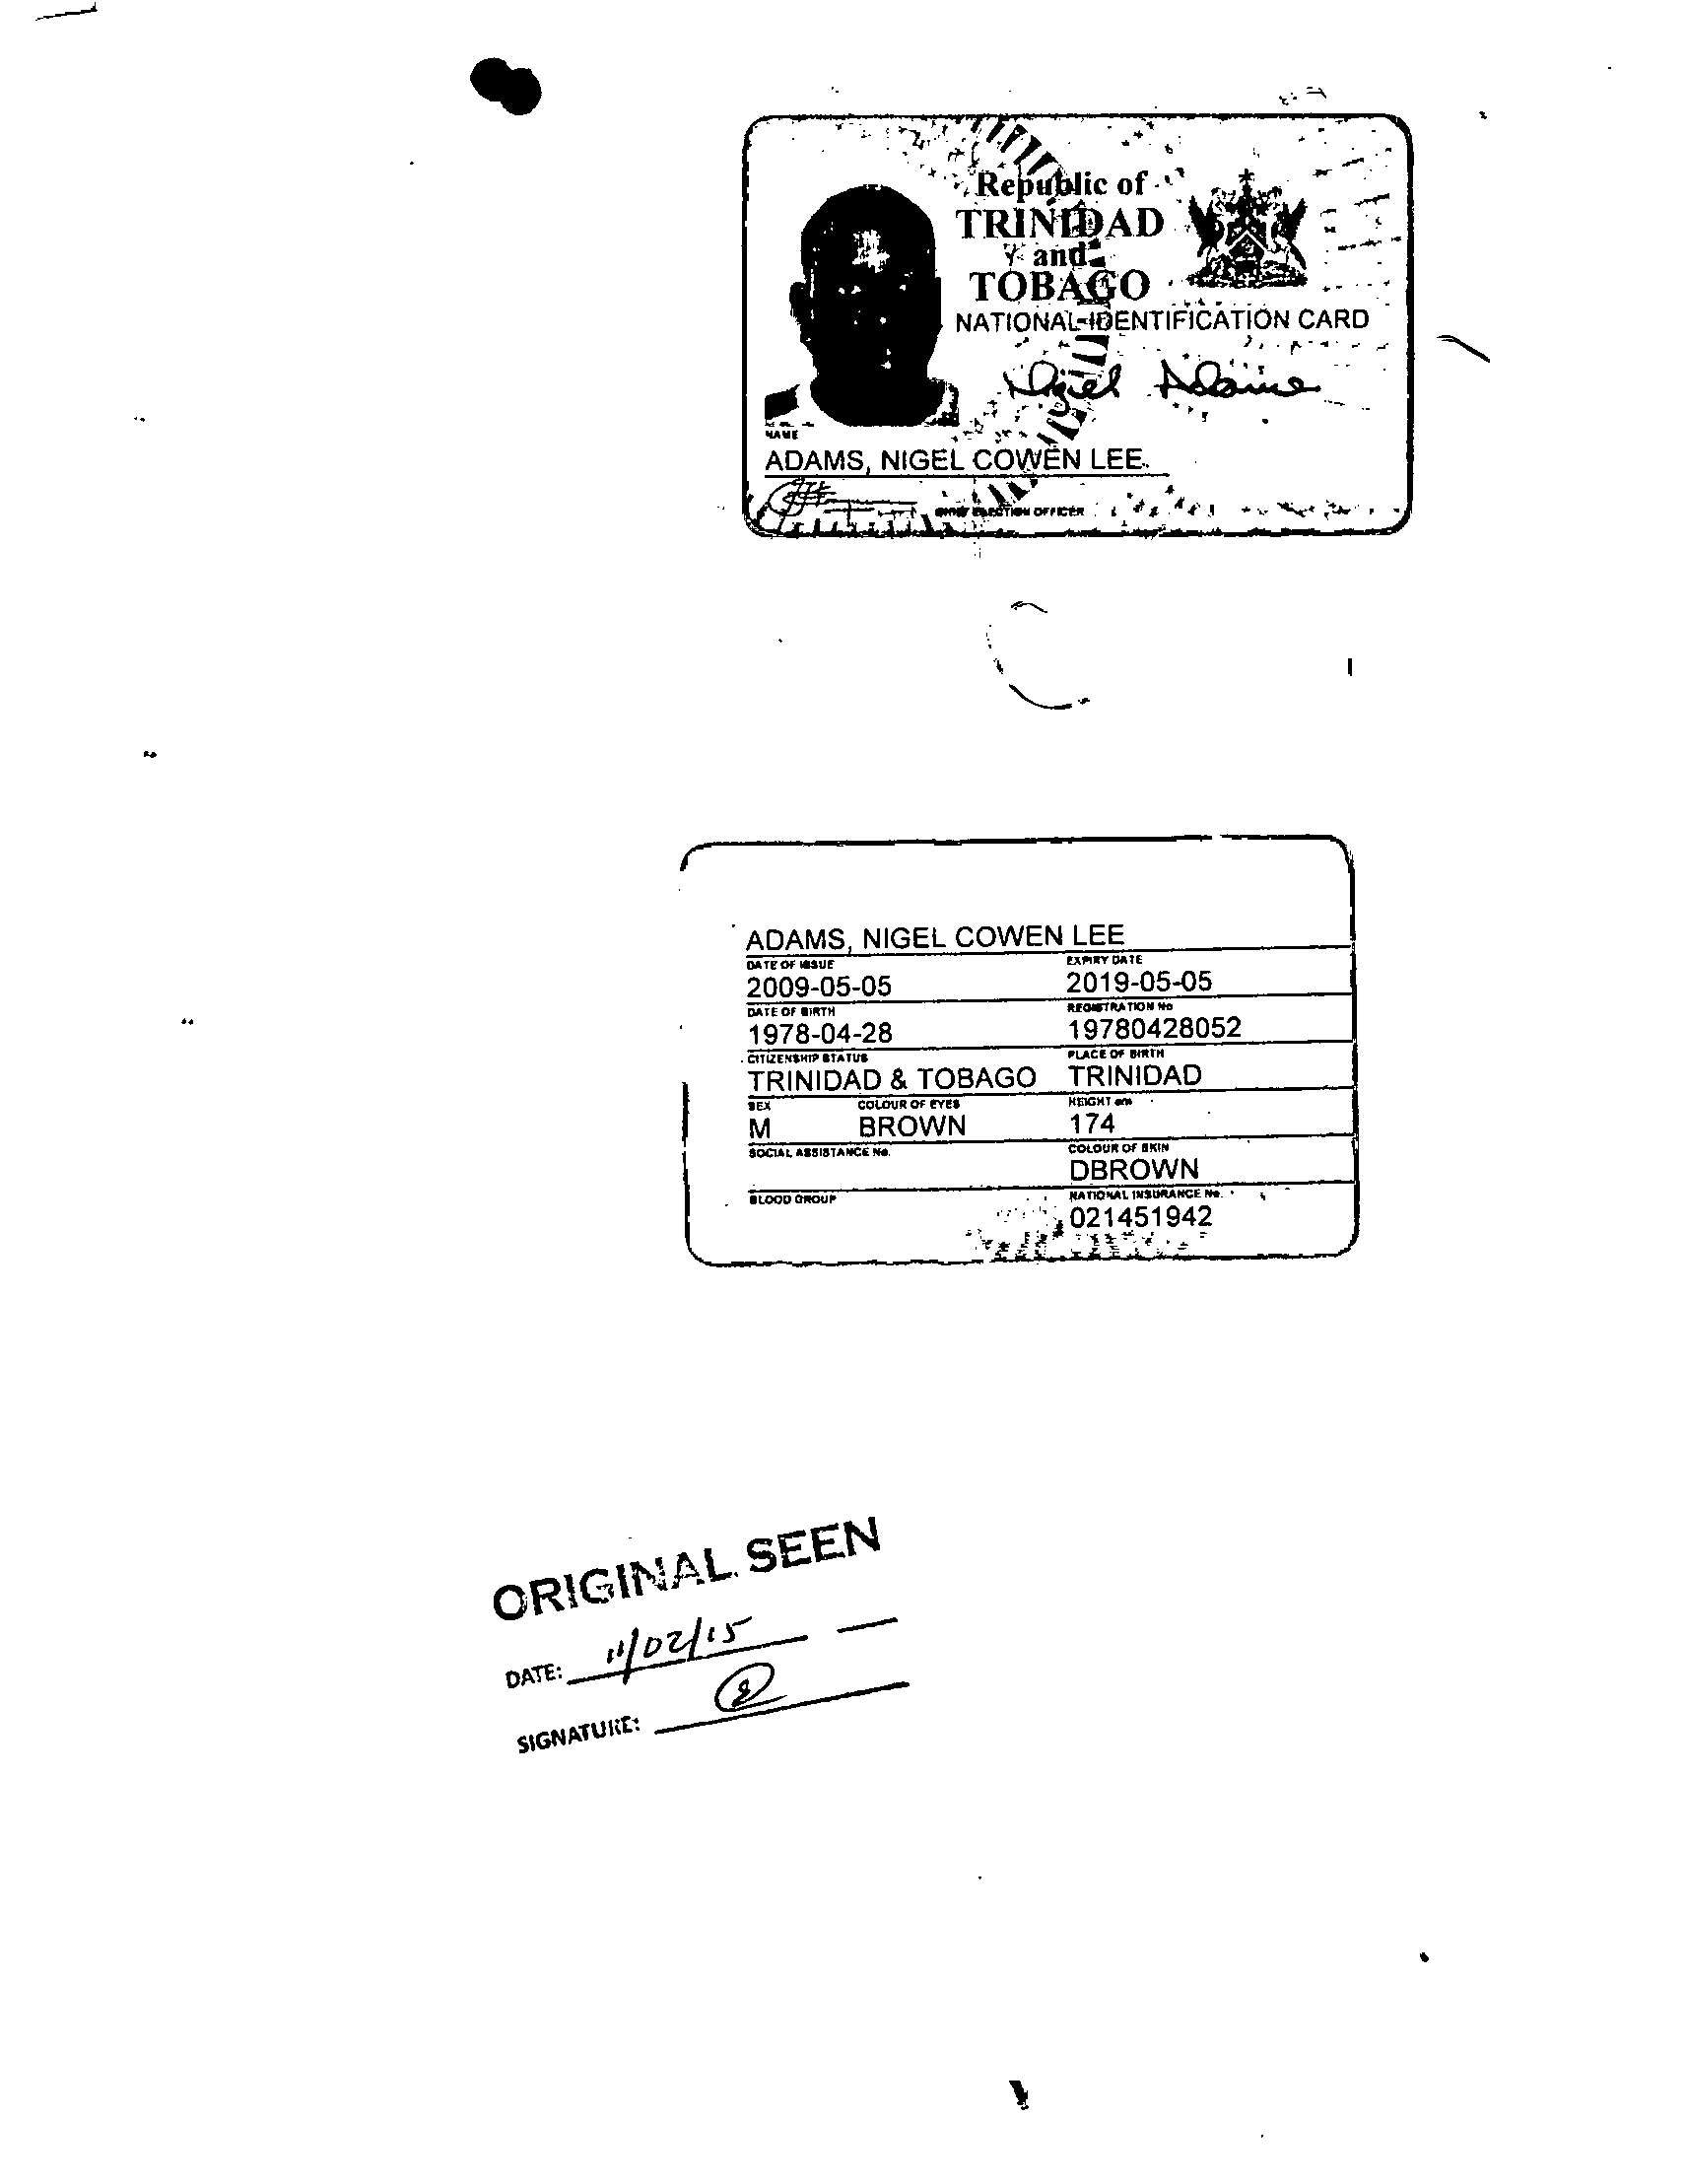 Republic of
TRINIDAD
and
TOBAGO
NATIONAL IDENTIFICATION CARD
Nigel Adams
NAME
ADAMS, NIGEL COWEN LEE
CHIEF ELECTION OFFICER
ADAMS, NIGEL COWEN LEE
DATE OF ISSUE EXPIRY DATE
2009-05-05 2019-05-05
DATE OF BIRTH REGISTRATION No
1978-04-28 19780428052
CITIZENSHIP STATUS PLACE OF BIRTH
TRINIDAD & TOBAGO TRINIDAD
SEX COLOUR OF EYES HEIGHT cm
M BROWN 174
SOCIAL ASSISTANCE No. COLOUR OF SKIN
DBROWN
BLOOD GROUP NATIONAL INSURANCE No.
021451942
ORIGINAL SEEN
DATE: 11/02/15
SIGNATURE: